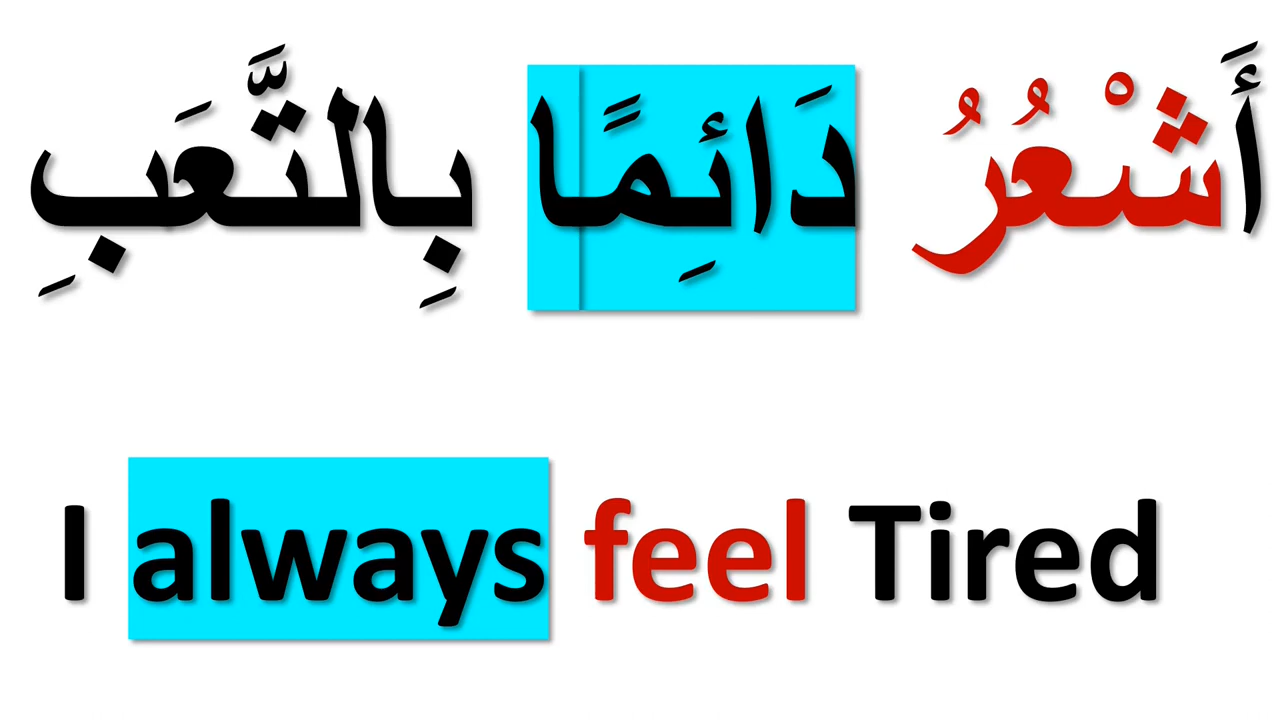 أَشْعُرُ دَائِمًا بِالتَّعَبِ
I always feel Tired